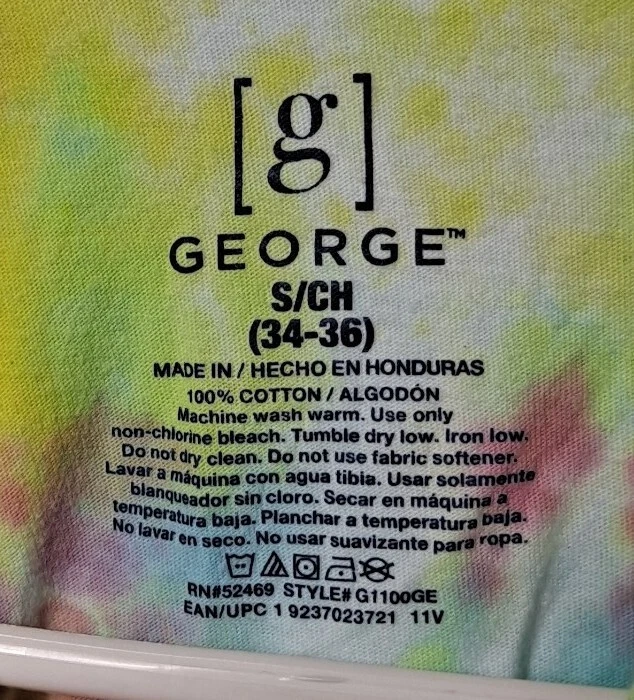 [g]
GEORGE™
S/CH
(34-36)
MADE IN / HECHO EN HONDURAS
100% COTTON / ALGODÓN
Machine wash warm. Use only
non-chlorine bleach. Tumble dry low. Iron low.
Do not dry clean. Do not use fabric softener.
Lavar a máquina con agua tibia. Usar solamente
blanqueador sin cloro. Secar en máquina a
temperatura baja. Planchar a temperatura baja.
No lavar en seco. No usar suavizante para ropa.
RN#52469 STYLE# G1100GE
EAN/UPC 1 9237023721 11V